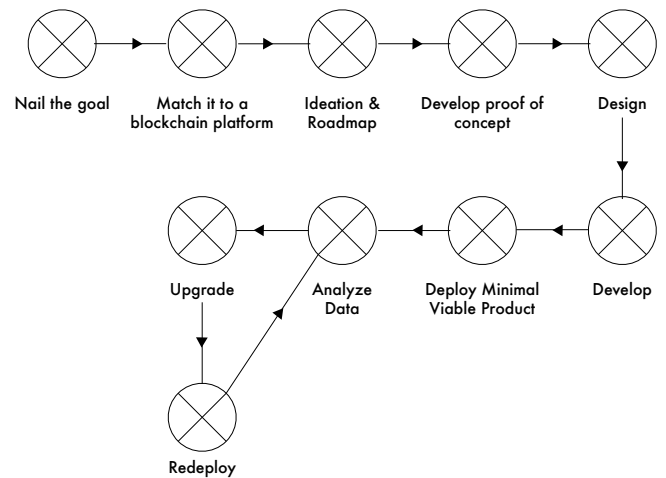 Nail the goal
Match it to a
blockchain platform
Ideation &
Roadmap
Develop proof of
concept
Design
Upgrade
Analyze
Data
Deploy Minimal
Viable Product
Develop
Redeploy